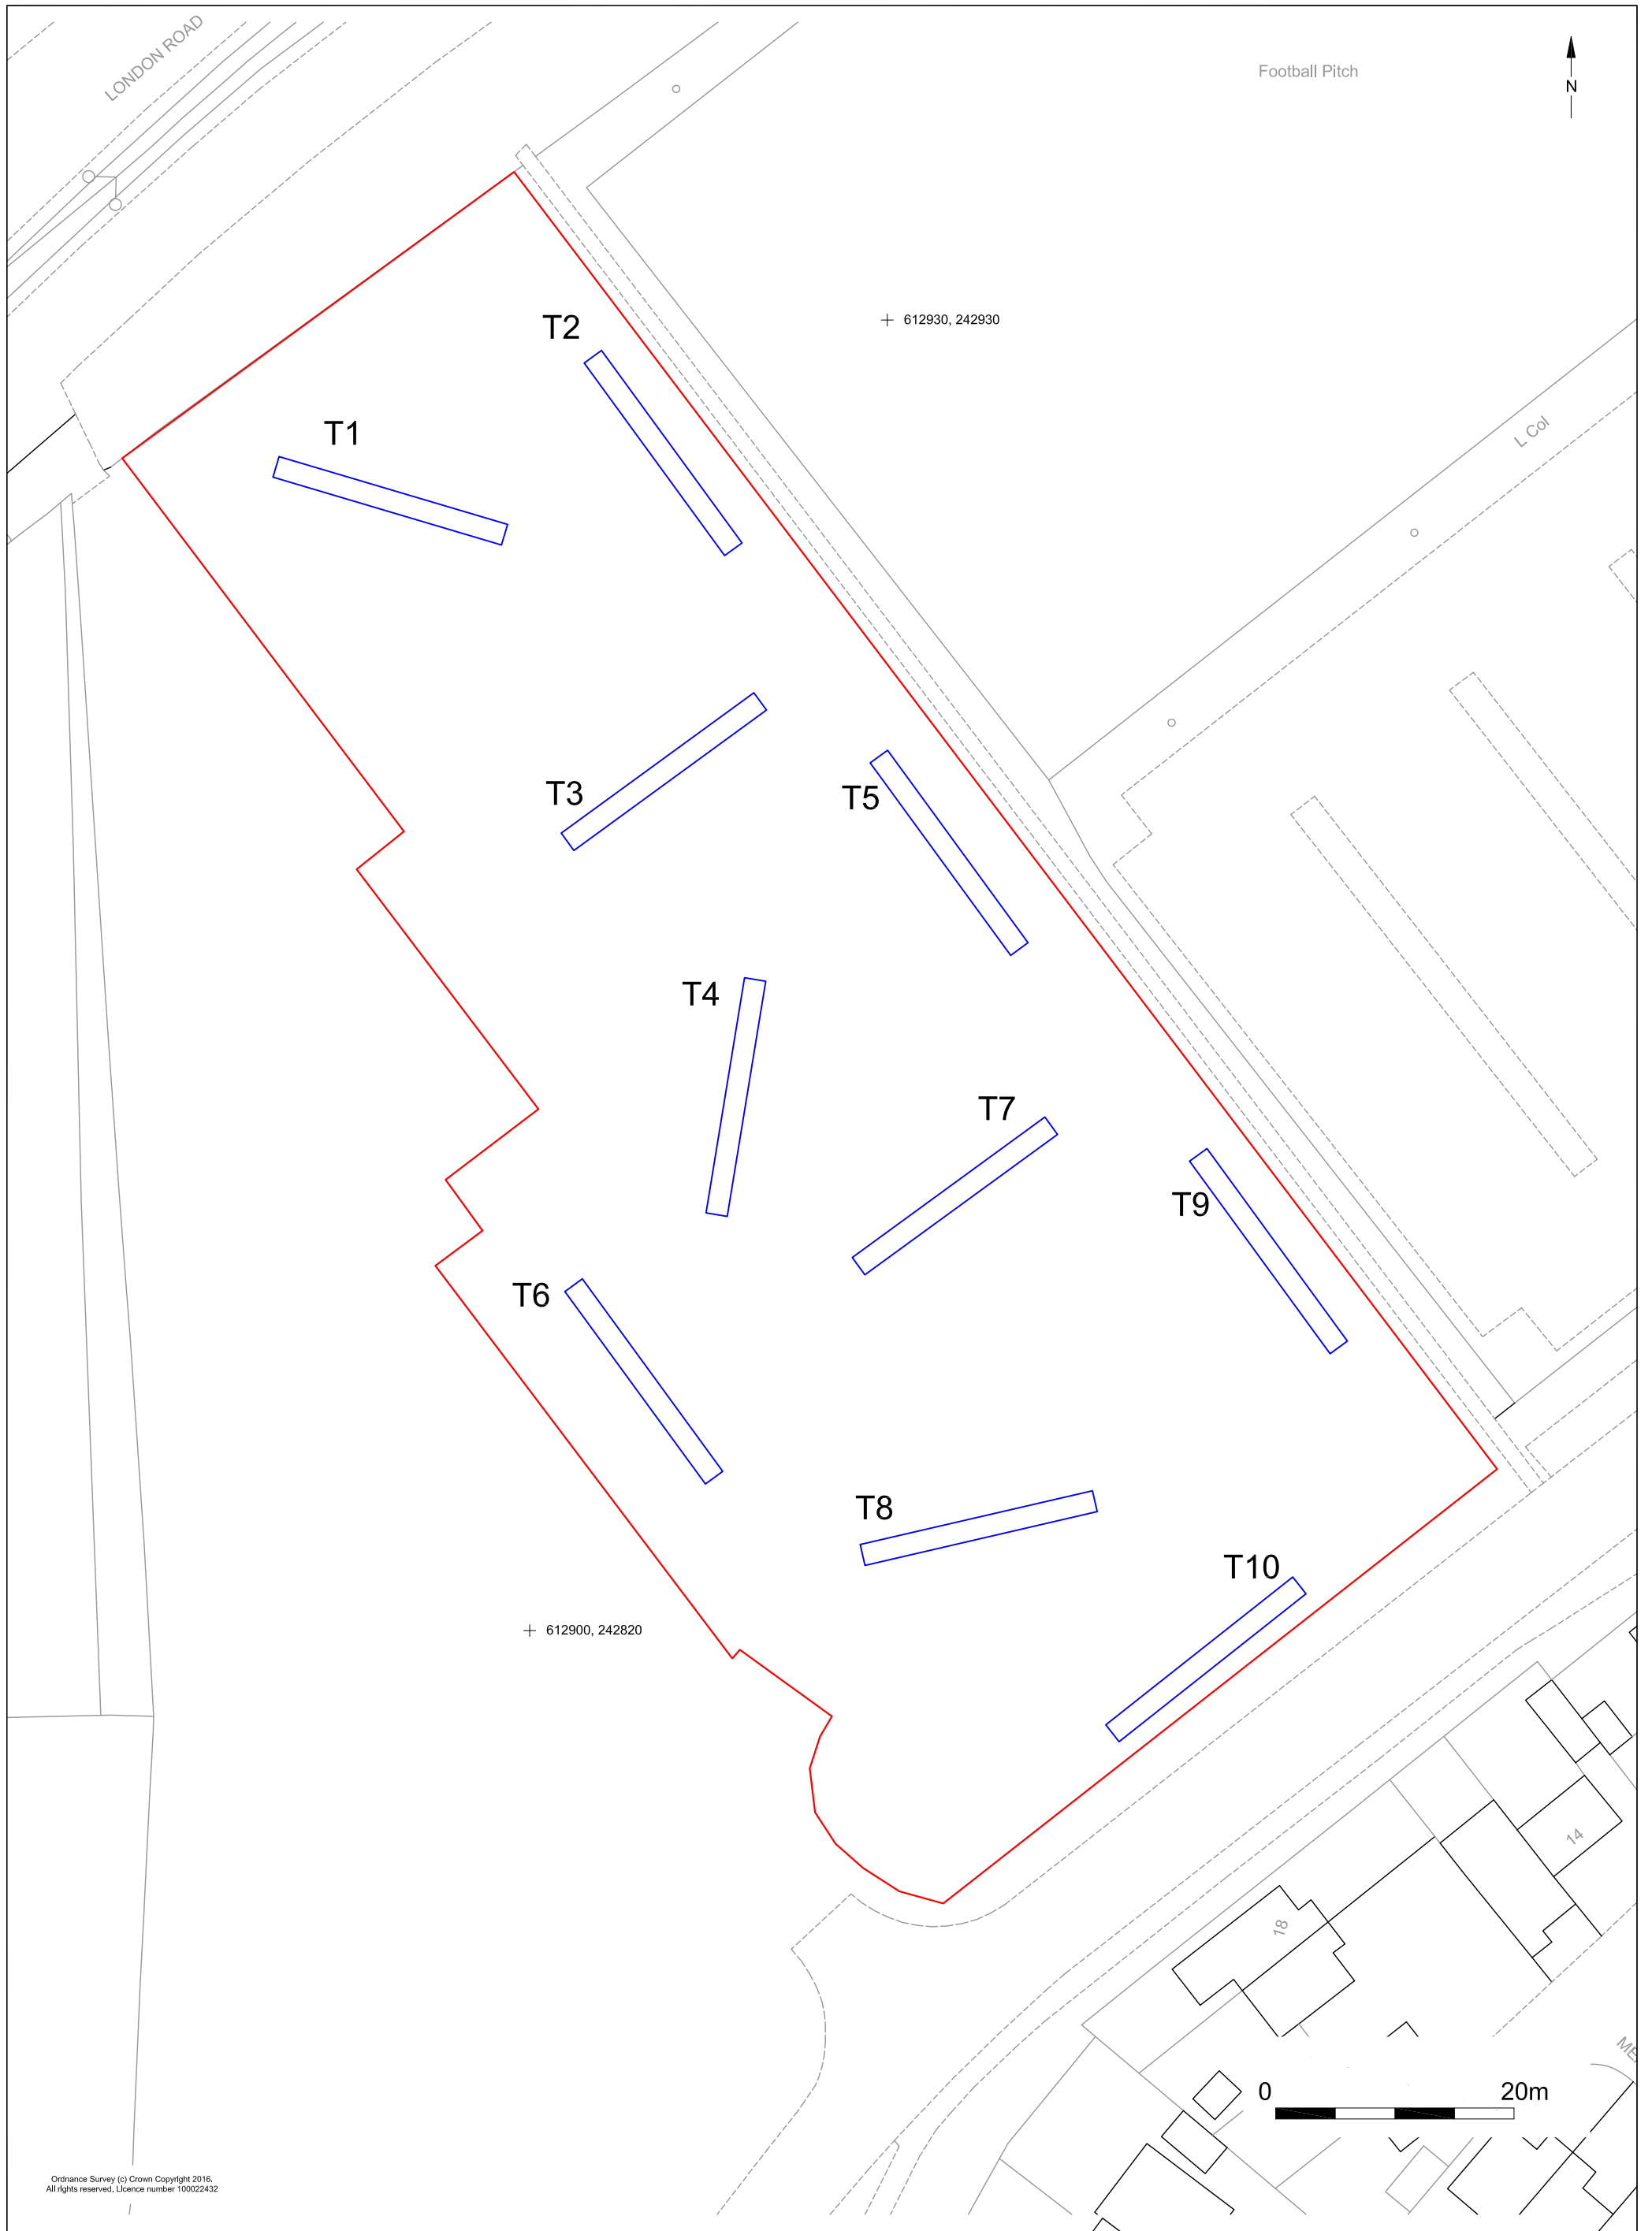 LONDON ROAD
Football Pitch
N
612930, 242930
T2
T1
L Col
T3
T5
T4
T7
T9
T6
T8
T10
612900, 242820
14
18
0 20m
Ordnance Survey (c) Crown Copyright 2016.
All rights reserved. Licence number 100022432